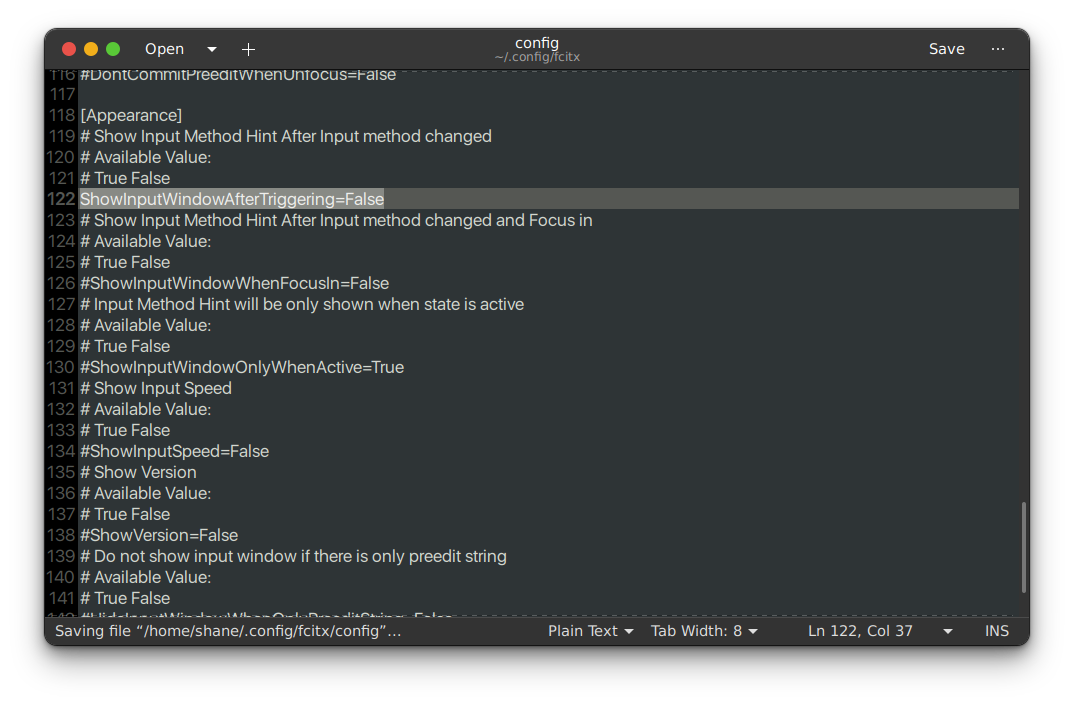 Open
config
~/.config/fcitx
Save
116 #DontCommitPreeditWhenUnfocus=False
117
118 [Appearance]
119 # Show Input Method Hint After Input method changed
120 # Available Value:
121 # True False
122 ShowInputWindowAfterTriggering=False
123 # Show Input Method Hint After Input method changed and Focus in
124 # Available Value:
125 # True False
126 #ShowInputWindowWhenFocusIn=False
127 # Input Method Hint will be only shown when state is active
128 # Available Value:
129 # True False
130 #ShowInputWindowOnlyWhenActive=True
131 # Show Input Speed
132 # Available Value:
133 # True False
134 #ShowInputSpeed=False
135 # Show Version
136 # Available Value:
137 # True False
138 #ShowVersion=False
139 # Do not show input window if there is only preedit string
140 # Available Value:
141 # True False
142 #HideInputWindowWhenOnlyPreeditString=False
Saving file “/home/shane/.config/fcitx/config”...
Plain Text
Tab Width: 8
Ln 122, Col 37
INS